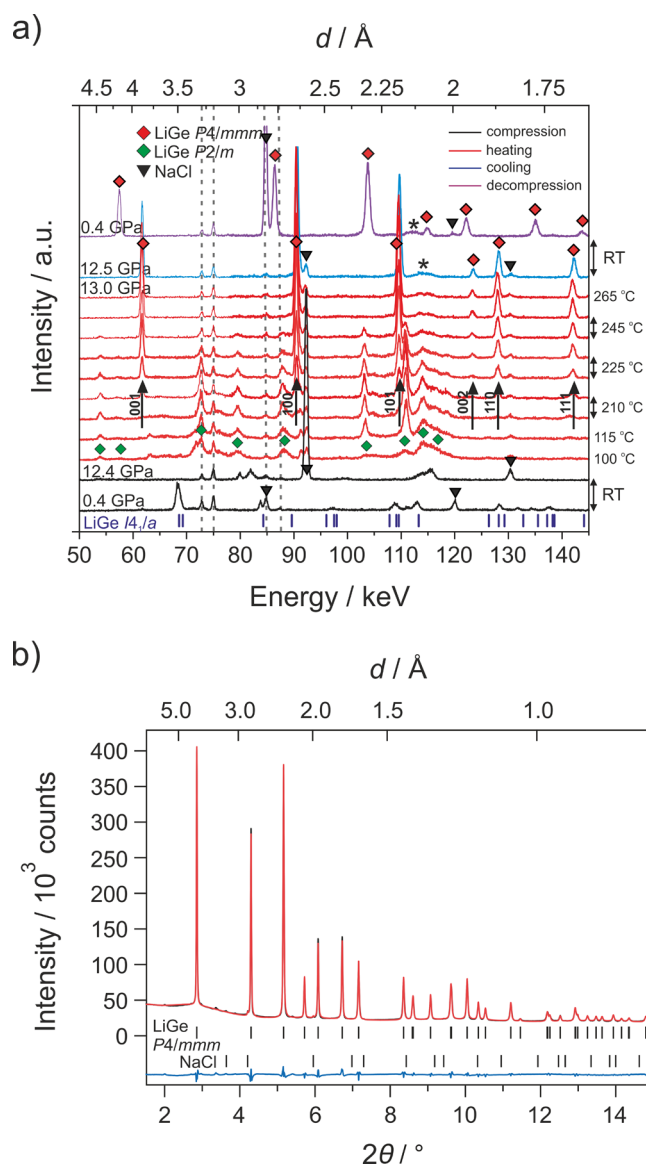 a)
d / Å
4.5 4 3.5 3 2.5 2.25 2 1.75
LiGe P4/mmm
LiGe P2/m
NaCl
compression
heating
cooling
decompression
0.4 GPa
12.5 GPa
13.0 GPa
12.4 GPa
0.4 GPa
RT
265 °C
245 °C
225 °C
210 °C
115 °C
100 °C
RT
* *
001 100 101 002 110 111
LiGe I4₁/a
Intensity / a.u.
50 60 70 80 90 100 110 120 130 140
Energy / keV
b)
d / Å
5.0 3.0 2.0 1.4 1.0
Intensity / 10³ counts
400
350
300
250
200
150
100
50
0
LiGe
P4/mmm
NaCl
2 4 6 8 10 12 14
2θ / °